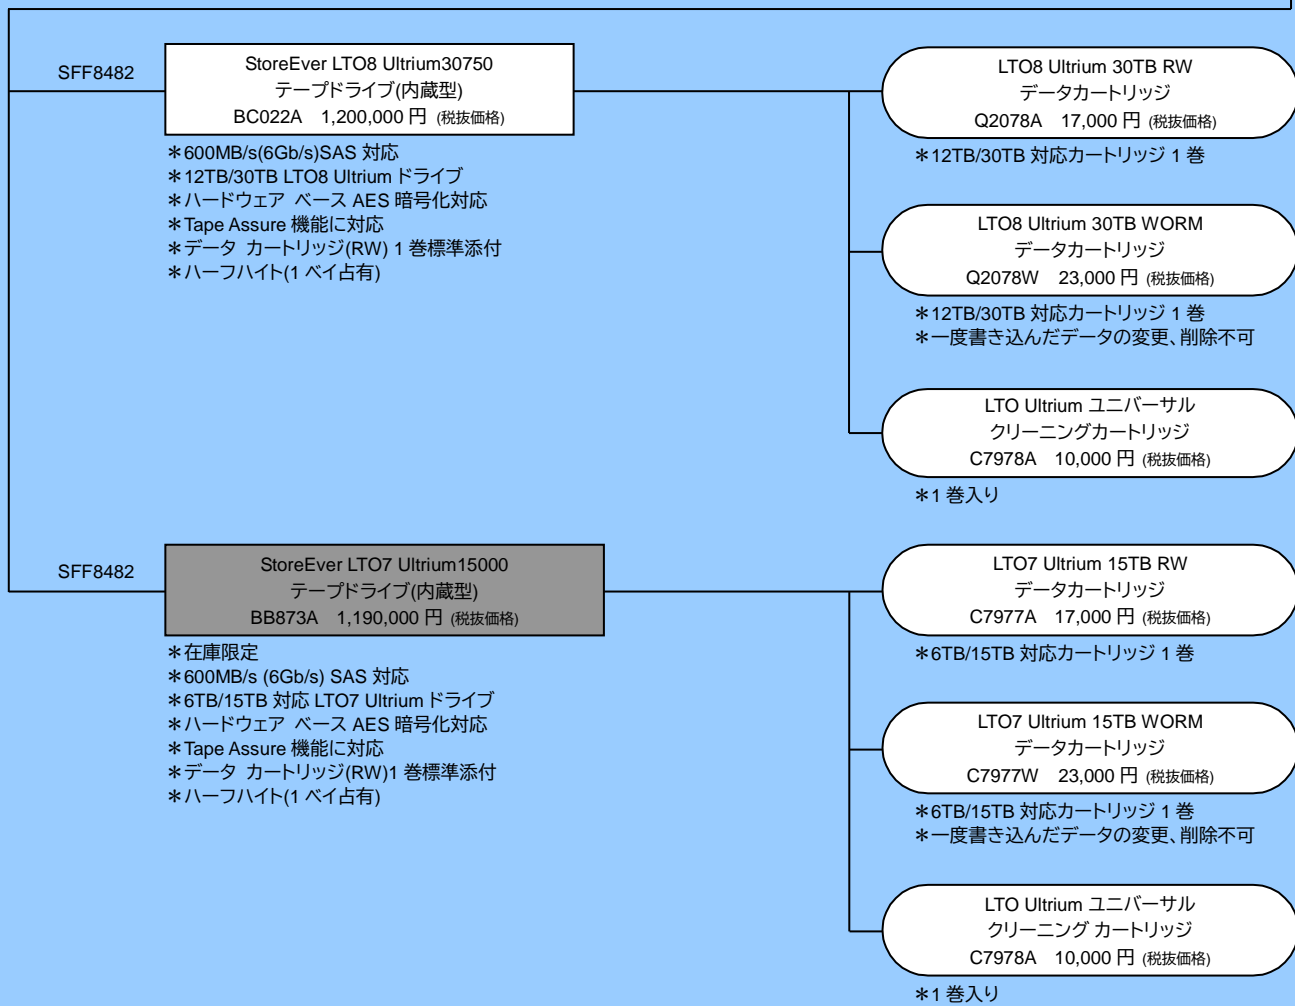 SFF8482
StoreEver LTO8 Ultrium30750
テープドライブ(内蔵型)
BC022A 1,200,000 円 (税抜価格)
＊600MB/s(6Gb/s)SAS 対応
＊12TB/30TB LTO8 Ultrium ドライブ
＊ハードウェア ベース AES 暗号化対応
＊Tape Assure 機能に対応
＊データ カートリッジ(RW) 1 巻標準添付
＊ハーフハイト(1 ベイ占有)
LTO8 Ultrium 30TB RW
データカートリッジ
Q2078A 17,000 円 (税抜価格)
＊12TB/30TB 対応カートリッジ 1 巻
LTO8 Ultrium 30TB WORM
データカートリッジ
Q2078W 23,000 円 (税抜価格)
＊12TB/30TB 対応カートリッジ 1 巻
＊一度書き込んだデータの変更、削除不可
LTO Ultrium ユニバーサル
クリーニングカートリッジ
C7978A 10,000 円 (税抜価格)
＊1 巻入り
SFF8482
StoreEver LTO7 Ultrium15000
テープドライブ(内蔵型)
BB873A 1,190,000 円 (税抜価格)
＊在庫限定
＊600MB/s (6Gb/s) SAS 対応
＊6TB/15TB 対応 LTO7 Ultrium ドライブ
＊ハードウェア ベース AES 暗号化対応
＊Tape Assure 機能に対応
＊データ カートリッジ(RW)1 巻標準添付
＊ハーフハイト(1 ベイ占有)
LTO7 Ultrium 15TB RW
データカートリッジ
C7977A 17,000 円 (税抜価格)
＊6TB/15TB 対応カートリッジ 1 巻
LTO7 Ultrium 15TB WORM
データカートリッジ
C7977W 23,000 円 (税抜価格)
＊6TB/15TB 対応カートリッジ 1 巻
＊一度書き込んだデータの変更、削除不可
LTO Ultrium ユニバーサル
クリーニング カートリッジ
C7978A 10,000 円 (税抜価格)
＊1 巻入り